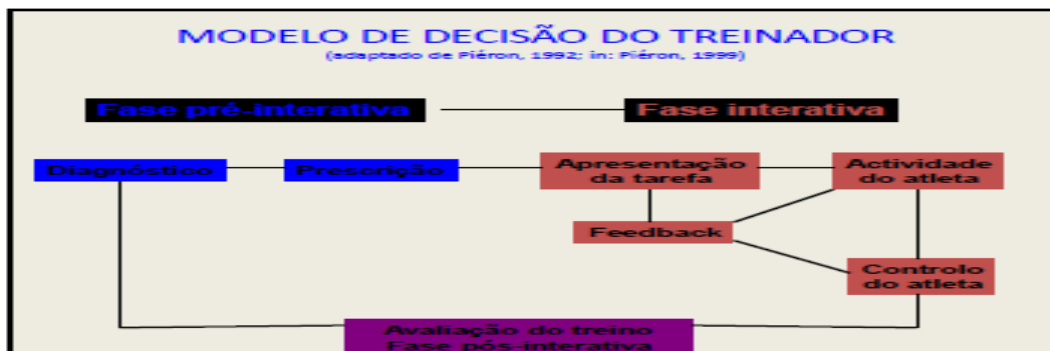 MODELO DE DECISÃO DO TREINADOR
(adaptado de Piéron, 1992; in: Piéron, 1999)
Fase pré-interativa
Fase interativa
Diagnóstico
Prescrição
Apresentação
da tarefa
Actividade
do atleta
Feedback
Controlo
do atleta
Avaliação do treino
Fase pós-interativa